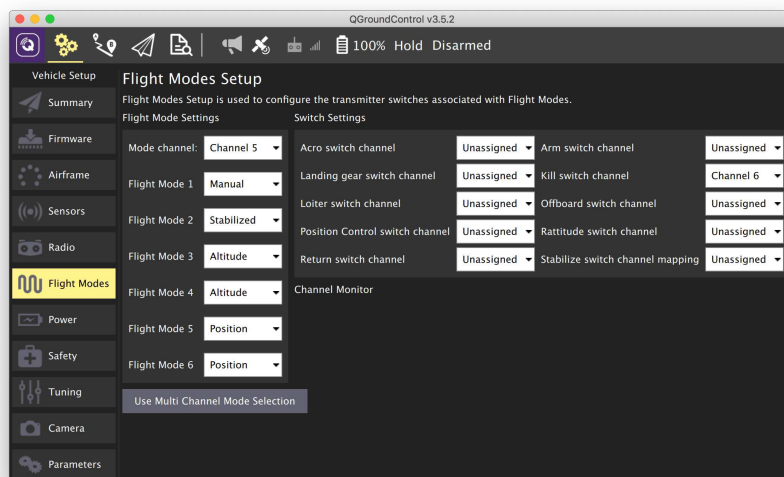 QGroundControl v3.5.2
100% Hold Disarmed
Vehicle Setup
Summary
Firmware
Airframe
Sensors
Radio
Flight Modes
Power
Safety
Tuning
Camera
Parameters
Flight Modes Setup
Flight Modes Setup is used to configure the transmitter switches associated with Flight Modes.
Flight Mode Settings
Mode channel: Channel 5
Flight Mode 1 Manual
Flight Mode 2 Stabilized
Flight Mode 3 Altitude
Flight Mode 4 Altitude
Flight Mode 5 Position
Flight Mode 6 Position
Use Multi Channel Mode Selection
Switch Settings
Acro switch channel Unassigned Arm switch channel Unassigned
Landing gear switch channel Unassigned Kill switch channel Channel 6
Loiter switch channel Unassigned Offboard switch channel Unassigned
Position Control switch channel Unassigned Rattitude switch channel Unassigned
Return switch channel Unassigned Stabilize switch channel mapping Unassigned
Channel Monitor